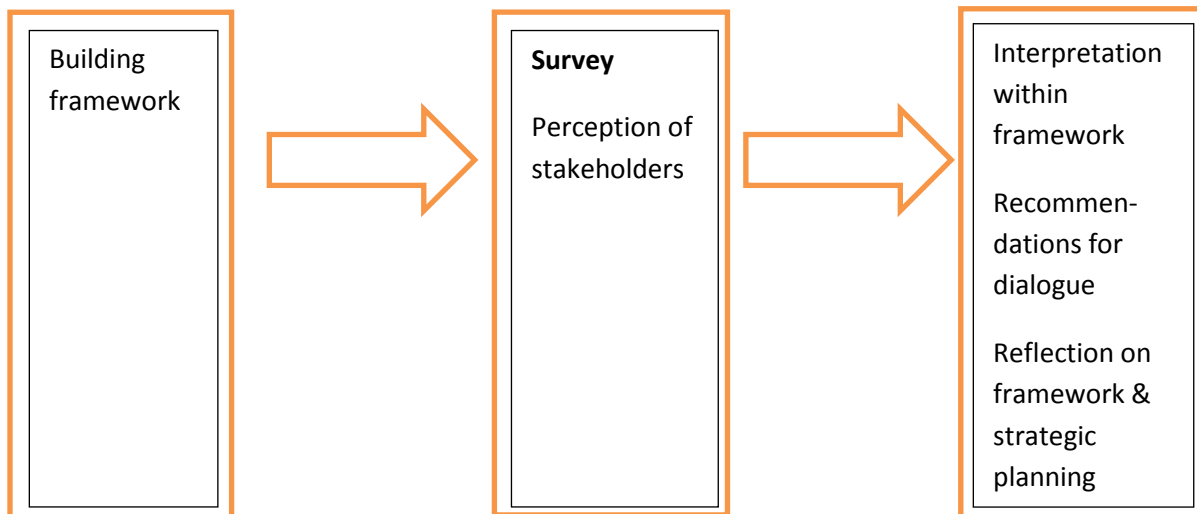 Building
framework
Survey
Perception of
stakeholders
Interpretation
within
framework
Recommen-
dations for
dialogue
Reflection on
framework &
strategic
planning